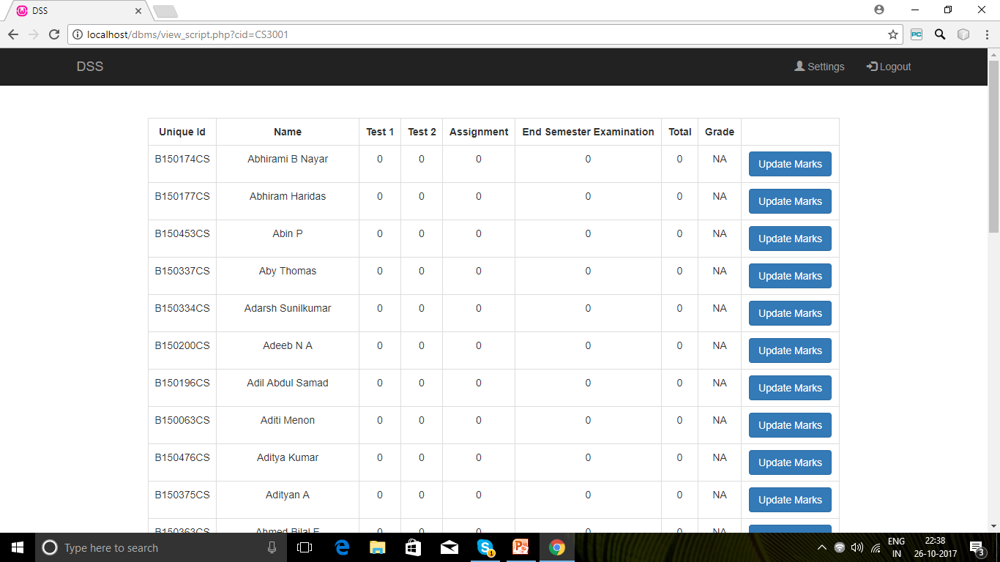 DSS
localhost/dbms/view_script.php?cid=CS3001
PC
DSS Settings Logout
Unique Id Name Test 1 Test 2 Assignment End Semester Examination Total Grade
B150174CS Abhirami B Nayar 0 0 0 0 0 NA Update Marks
B150177CS Abhiram Haridas 0 0 0 0 0 NA Update Marks
B150453CS Abin P 0 0 0 0 0 NA Update Marks
B150337CS Aby Thomas 0 0 0 0 0 NA Update Marks
B150334CS Adarsh Sunilkumar 0 0 0 0 0 NA Update Marks
B150200CS Adeeb N A 0 0 0 0 0 NA Update Marks
B150196CS Adil Abdul Samad 0 0 0 0 0 NA Update Marks
B150063CS Aditi Menon 0 0 0 0 0 NA Update Marks
B150476CS Aditya Kumar 0 0 0 0 0 NA Update Marks
B150375CS Adityan A 0 0 0 0 0 NA Update Marks
Ahmed Bilal 0 0 0 0 0 NA
Type here to search
ENG 22:38
IN 26-10-2017 3